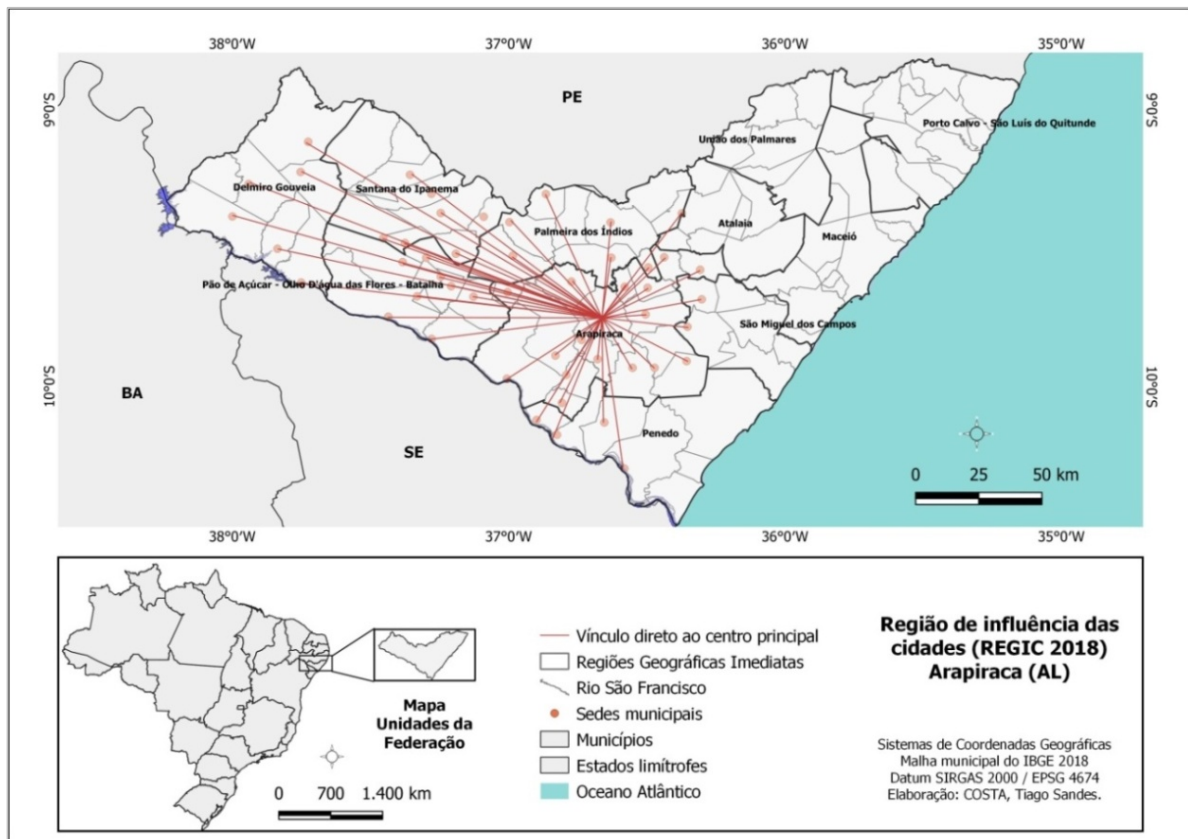 38°0'W 37°0'W 36°0'W 35°0'W
9°0'S
9°0'S
PE
Porto Calvo - São Luís do Quitunde
União dos Palmares
Delmiro Gouveia
Santana do Ipanema
Palmeira dos Índios
Atalaia
Maceió
Pão de Açúcar - Olho D'água das Flores - Batalha
São Miguel dos Campos
Arapiraca
10°0'S
10°0'S
BA
SE
Penedo
0 25 50 km
38°0'W 37°0'W 36°0'W 35°0'W
Mapa
Unidades da
Federação
0 700 1.400 km
Vínculo direto ao centro principal
Regiões Geográficas Imediatas
Rio São Francisco
Sedes municipais
Municípios
Estados limítrofes
Oceano Atlântico
Região de influência das
cidades (REGIC 2018)
Arapiraca (AL)
Sistemas de Coordenadas Geográficas
Malha municipal do IBGE 2018
Datum SIRGAS 2000 / EPSG 4674
Elaboração: COSTA, Tiago Sandes.